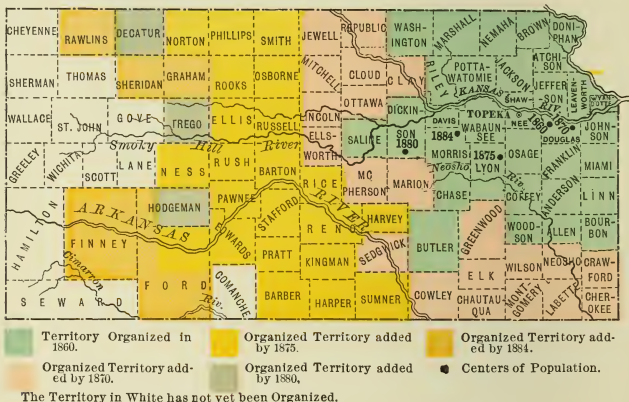 CHEYENNE RAWLINS DECATUR NORTON PHILLIPS SMITH JEWELL REPUBLIC WASH-INGTON MARSHALL NEMAHA BROWN DONI-PHAN
SHERMAN THOMAS SHERIDAN GRAHAM ROOKS OSBORNE MITCHELL CLOUD CLAY RILEY POTTA-WATOMIE JACKSON ATCHI-SON
JEFFER SON LEAVEN-WORTH
KANSAS RIV.
WALLACE ST. JOHN GOVE TREGO ELLIS RUSSELL LINCOLN OTTAWA DICKIN SON DAVIS WABAUN SEE SHAW-NEE TOPEKA DOUGLAS JOHN-SON
1880 1884 1875 1860 1870
Smoky Hill River
GREELEY WICHITA SCOTT LANE NESS RUSH BARTON ELLS-WORTH SALINE MC PHERSON MARION MORRIS LYON OSAGE FRANKLIN MIAMI
Neosho Riv.
HAMILTON FINNEY HODGEMAN PAWNEE STAFFORD RICE RENO HARVEY CHASE COFFEY ANDERSON LINN
ARKANSAS RIVER
EDWARDS PRATT KINGMAN SEDGWICK BUTLER GREENWOOD WOOD-SON ALLEN BOUR-BON
Cimarron
SEWARD FORD COMANCHE BARBER HARPER SUMNER COWLEY ELK CHAUTAU-QUA WILSON MONT-GOMERY NEOSHO LABETTE CRAW-FORD CHER-OKEE
Riv.
Territory Organized in
1860.
Organized Territory added
by 1875.
Organized Territory add-
ed by 1884.
Organized Territory add-
ed by 1870.
Organized Territory added
by 1880,
Centers of Population.
The Territory in White has not yet been Organized.